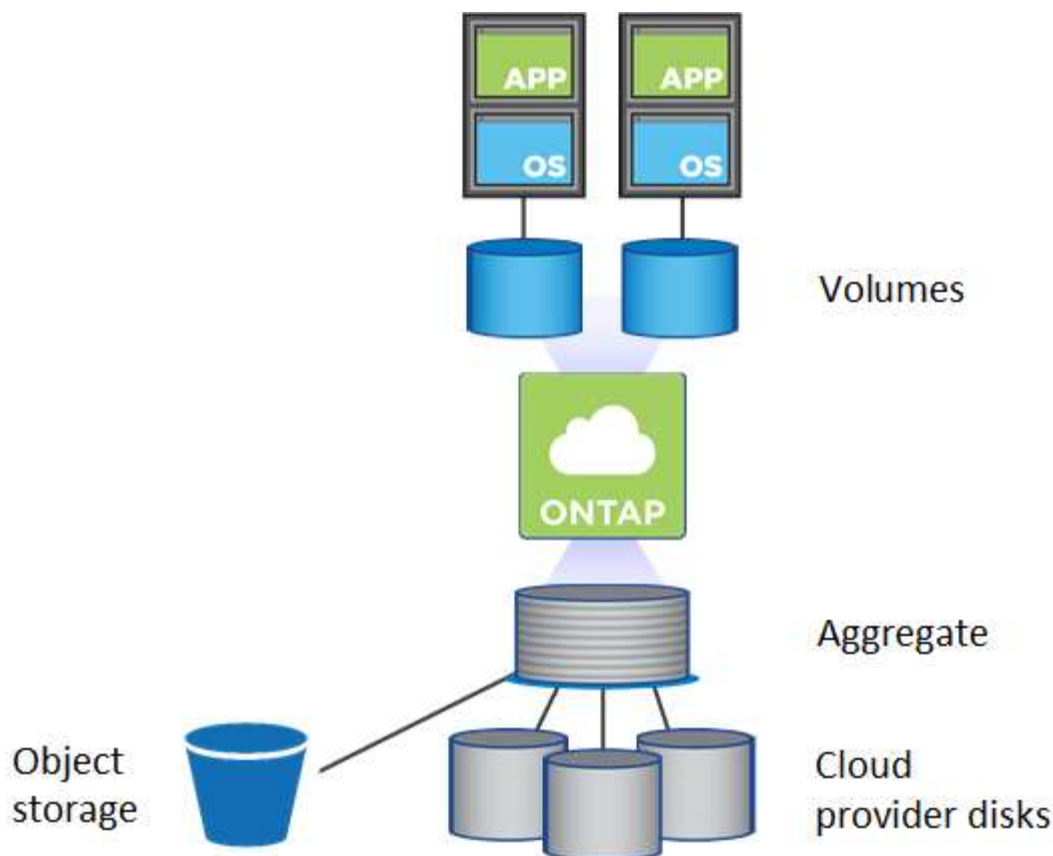 APP
APP
OS
OS
Volumes
ONTAP
Aggregate
Object
storage
Cloud
provider disks